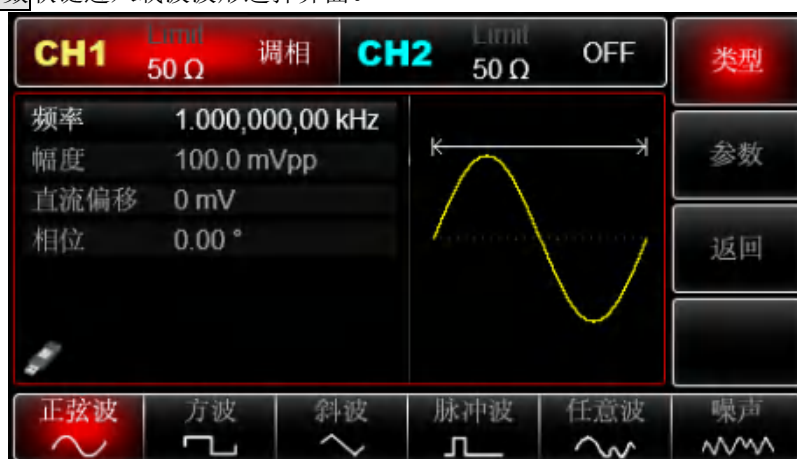 CH1 Limit 50 Ω 调相 CH2 Limit 50 Ω OFF 类型
频率 1.000,000,00 kHz
幅度 100.0 mVpp
参数
直流偏移 0 mV
相位 0.00 °
返回
正弦波 方波 斜波 脉冲波 任意波 噪声